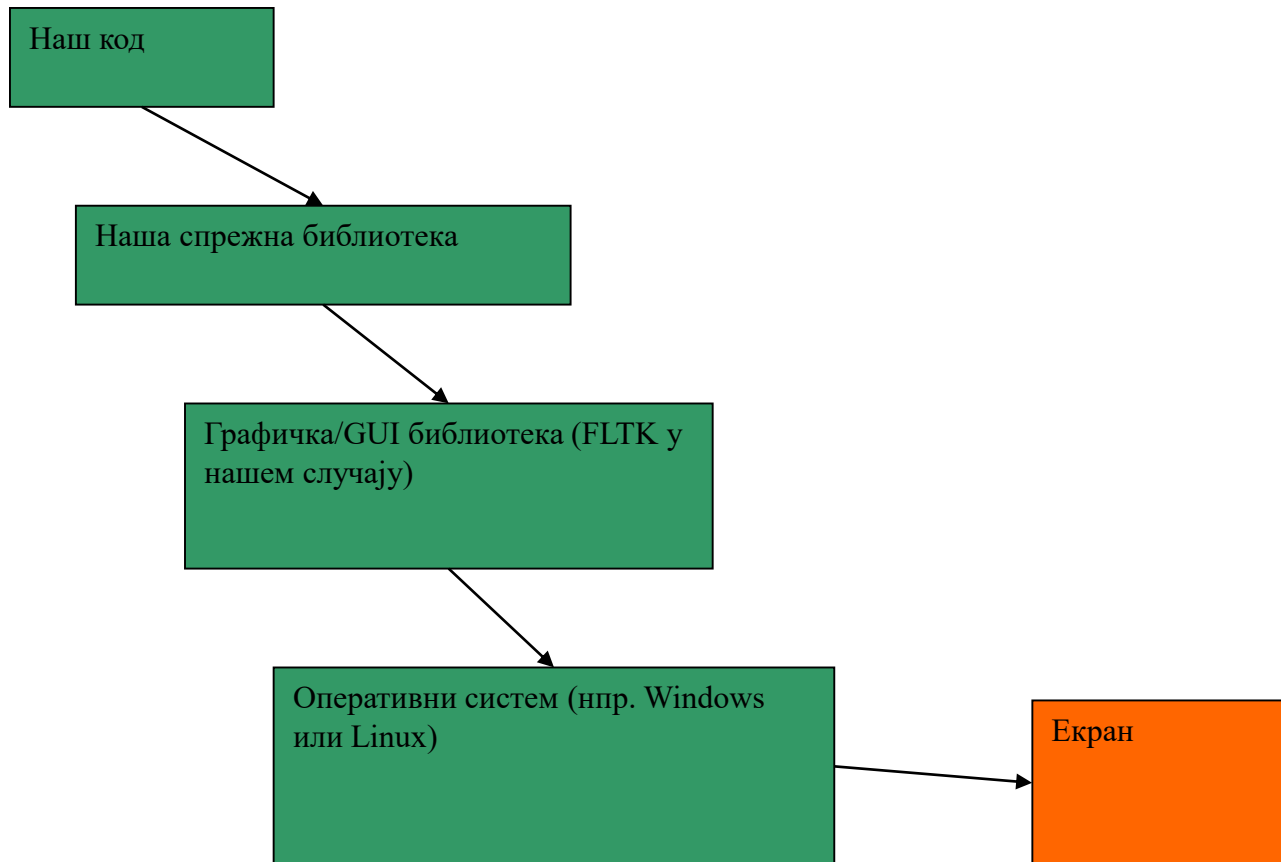 Наш код
Наша спрежна библиотека
Графичка/GUI библиотека (FLTK у
нашем случају)
Оперативни систем (нпр. Windows
или Linux)
Екран